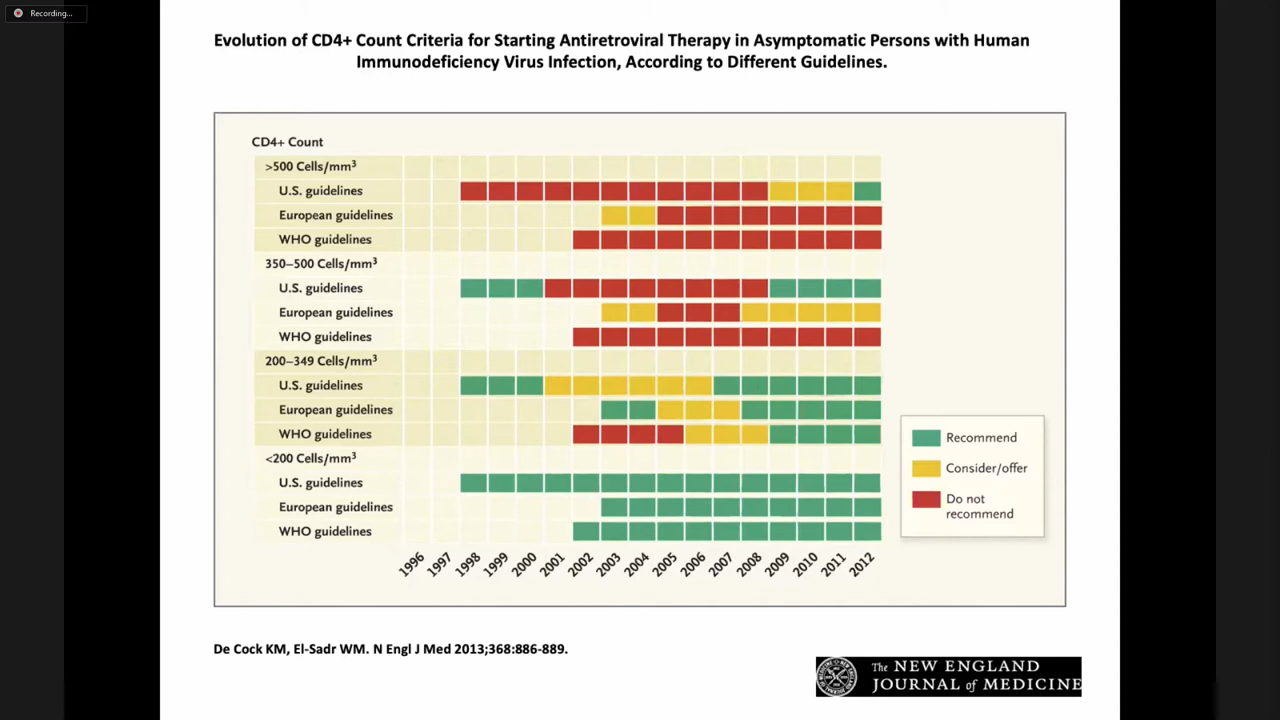 Recording...
Evolution of CD4+ Count Criteria for Starting Antiretroviral Therapy in Asymptomatic Persons with Human
Immunodeficiency Virus Infection, According to Different Guidelines.
CD4+ Count
>500 Cells/mm³
U.S. guidelines
European guidelines
WHO guidelines
350–500 Cells/mm³
U.S. guidelines
European guidelines
WHO guidelines
200–349 Cells/mm³
U.S. guidelines
European guidelines
WHO guidelines
<200 Cells/mm³
U.S. guidelines
European guidelines
WHO guidelines
1996 1997 1998 1999 2000 2001 2002 2003 2004 2005 2006 2007 2008 2009 2010 2011 2012
Recommend
Consider/offer
Do not
recommend
De Cock KM, El-Sadr WM. N Engl J Med 2013;368:886-889.
The NEW ENGLAND
JOURNAL of MEDICINE